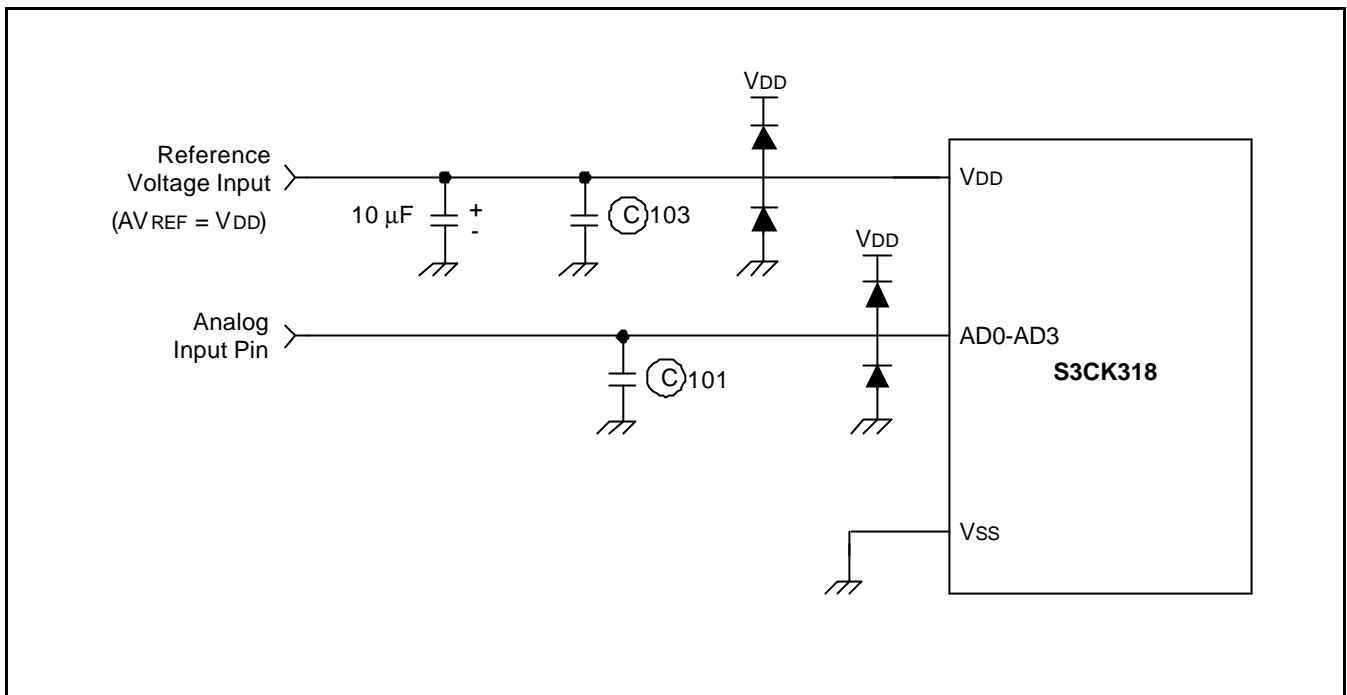 VDD
Reference
Voltage Input
(AVREF = VDD)
10 μF
+
-
C 103
VDD
VDD
Analog
Input Pin
C 101
AD0-AD3
S3CK318
VSS